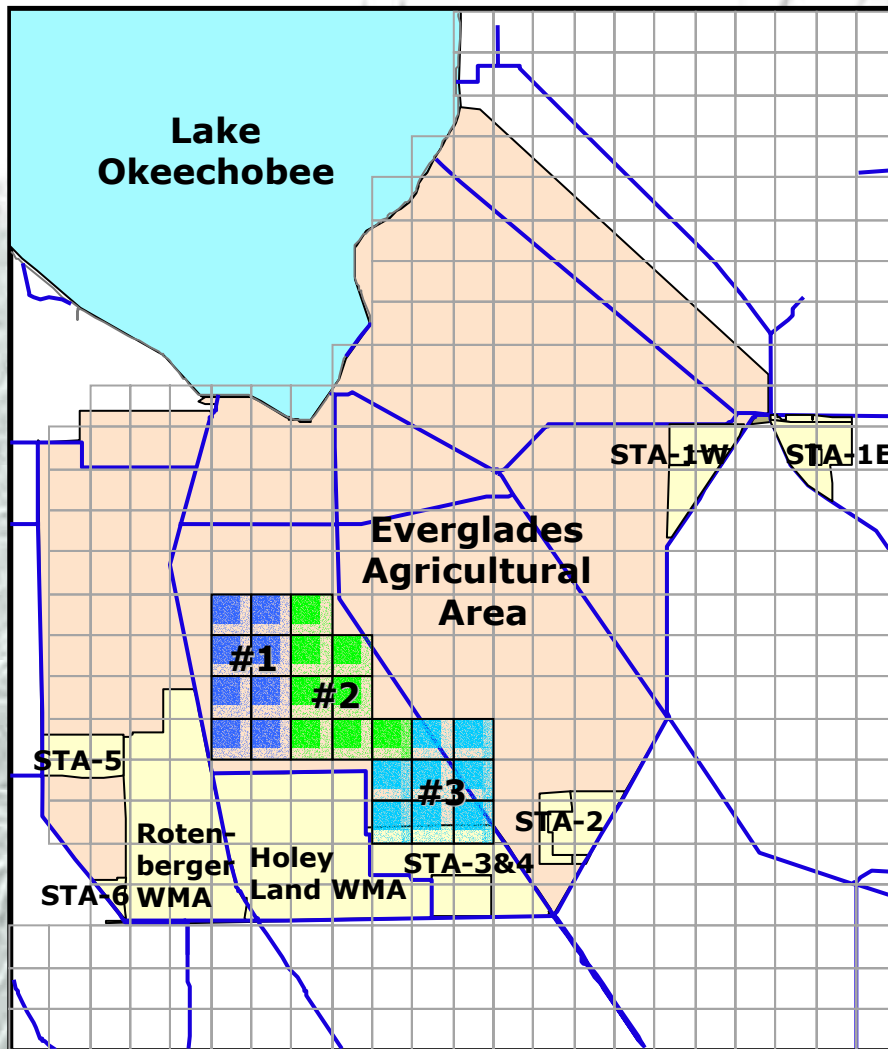 Lake
Okeechobee
STA-1W
STA-1E
Everglades
Agricultural
Area
#1
#2
STA-5
#3
STA-2
Roten-
berger
WMA
Holey
Land WMA
STA-3&4
STA-6